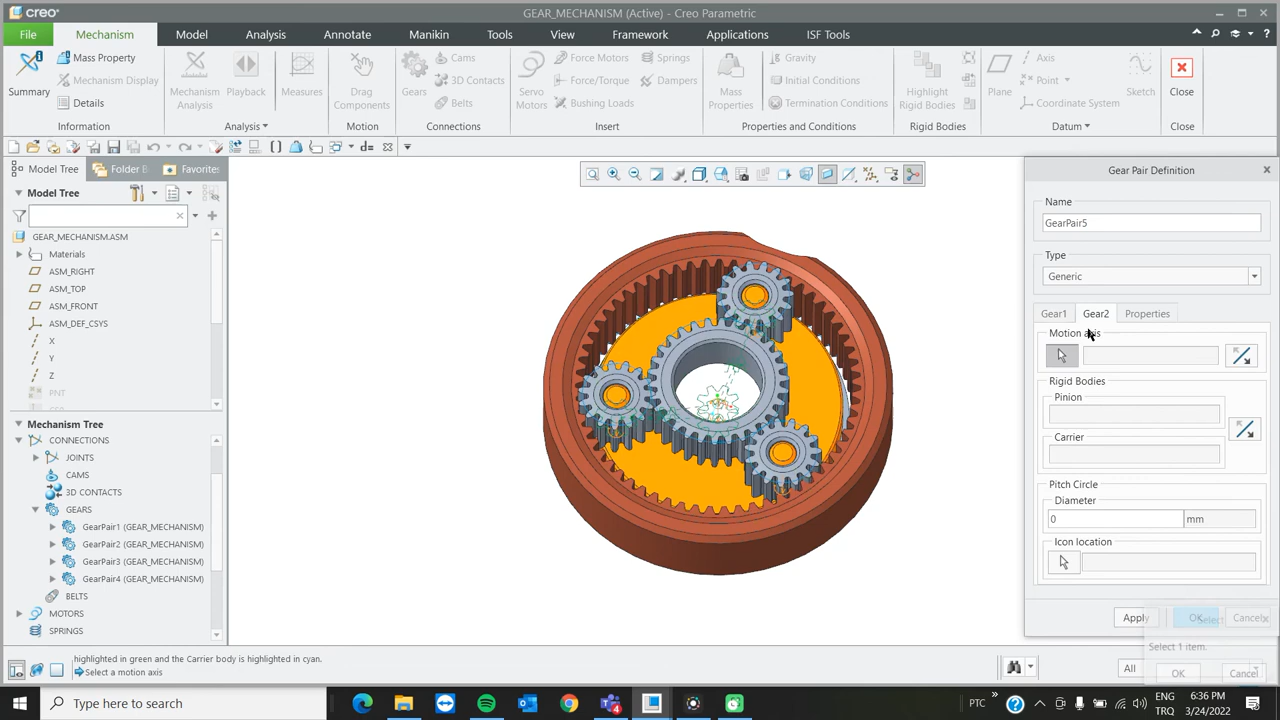 creo
GEAR_MECHANISM (Active) - Creo Parametric
File Mechanism Model Analysis Annotate Manikin Tools View Framework Applications ISF Tools
Summary
Mass Property
Mechanism Display
Details
Information
Mechanism Analysis
Playback
Measures
Analysis
Drag Components
Motion
Gears
Cams
3D Contacts
Belts
Connections
Servo Motors
Force Motors
Force/Torque
Bushing Loads
Springs
Dampers
Insert
Mass Properties
Gravity
Initial Conditions
Termination Conditions
Properties and Conditions
Highlight Rigid Bodies
Rigid Bodies
Plane
Axis
Point
Coordinate System
Sketch
Datum
Close
Close
Model Tree
Folder B
Favorites
Model Tree
GEAR_MECHANISM.ASM
Materials
ASM_RIGHT
ASM_TOP
ASM_FRONT
ASM_DEF_CSYS
X
Y
Z
PNT
Mechanism Tree
CONNECTIONS
JOINTS
CAMS
3D CONTACTS
GEARS
GearPair1 (GEAR_MECHANISM)
GearPair2 (GEAR_MECHANISM)
GearPair3 (GEAR_MECHANISM)
GearPair4 (GEAR_MECHANISM)
BELTS
MOTORS
SPRINGS
Gear Pair Definition
Name
GearPair5
Type
Generic
Gear1 Gear2 Properties
Motion axis
Rigid Bodies
Pinion
Carrier
Pitch Circle
Diameter
0 mm
Icon location
Apply OK Cancel
Select
Select 1 item.
OK Cancel
highlighted in green and the Carrier body is highlighted in cyan.
Select a motion axis
All
Type here to search
PTC
ENG
TRQ
6:36 PM
3/24/2022